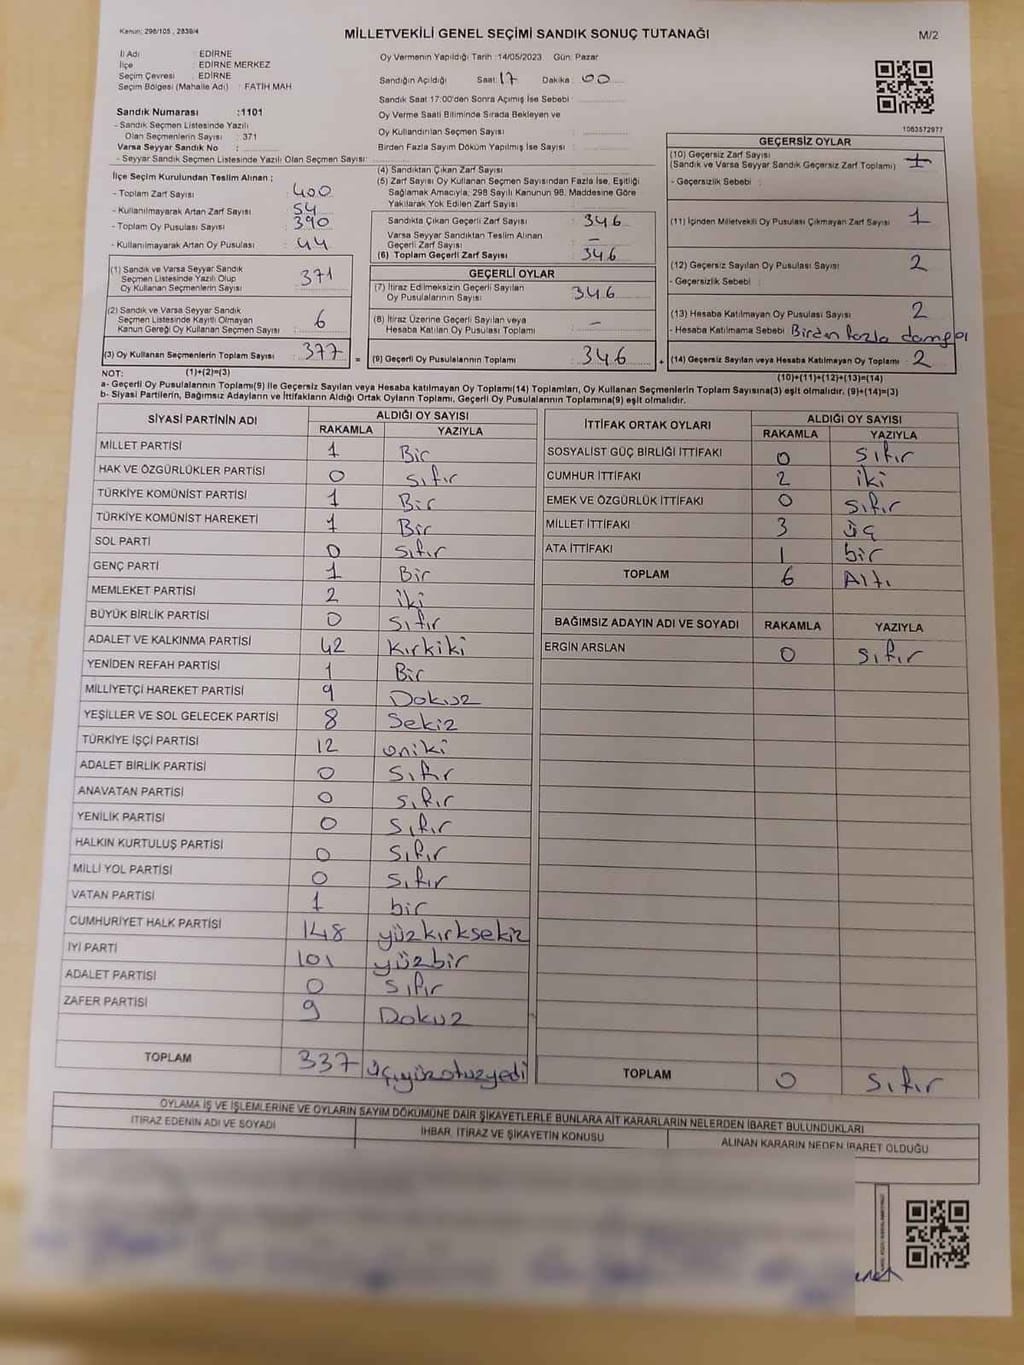 Kanun: 298/105 , 2839/4
MİLLETVEKİLİ GENEL SEÇİMİ SANDIK SONUÇ TUTANAĞI
M/2
İl Adı : EDİRNE
İlçe : EDİRNE MERKEZ
Seçim Çevresi : EDİRNE
Seçim Bölgesi (Mahalle Adı) : FATİH MAH
Oy Vermenin Yapıldığı Tarih :14/05/2023 Gün: Pazar
Sandığın Açıldığı Saat: 17 Dakika : 00
Sandık Saat 17:00'den Sonra Açımış İse Sebebi :
Oy Verme Saati Bitiminde Sırada Bekleyen ve
Oy Kullandırılan Seçmen Sayısı :
Birden Fazla Sayım Döküm Yapılmış İse Sayısı :
1063572977
Sandık Numarası :1101
- Sandık Seçmen Listesinde Yazılı
Olan Seçmenlerin Sayısı : 371
Varsa Seyyar Sandık No :
- Seyyar Sandık Seçmen Listesinde Yazılı Olan Seçmen Sayısı:
İlçe Seçim Kurulundan Teslim Alınan ;
- Toplam Zarf Sayısı : 400
- Kullanılmayarak Artan Zarf Sayısı : 54
- Toplam Oy Pusulası Sayısı : 390
- Kullanılmayarak Artan Oy Pusulası : 44
(1) Sandık ve Varsa Seyyar Sandık
Seçmen Listesinde Yazılı Olup
Oy Kullanan Seçmenlerin Sayısı : 371
(2) Sandık ve Varsa Seyyar Sandık
Seçmen Listesinde Kayıtlı Olmayan
Kanun Gereği Oy Kullanan Seçmen Sayısı : 6
(3) Oy Kullanan Seçmenlerin Toplam Sayısı : 377
(4) Sandıktan Çıkan Zarf Sayısı :
(5) Zarf Sayısı Oy Kullanan Seçmen Sayısından Fazla İse, Eşitliği
Sağlamak Amacıyla, 298 Sayılı Kanunun 98. Maddesine Göre
Yakılarak Yok Edilen Zarf Sayısı :
Sandıkta Çıkan Geçerli Zarf Sayısı : 346
Varsa Seyyar Sandıktan Teslim Alınan
Geçerli Zarf Sayısı : –
(6) Toplam Geçerli Zarf Sayısı : 346
GEÇERLİ OYLAR
(7) İtiraz Edilmeksizin Geçerli Sayılan
Oy Pusulalarının Sayısı : 346
(8) İtiraz Üzerine Geçerli Sayılan veya
Hesaba Katılan Oy Pusulası Toplamı : –
= (9) Geçerli Oy Pusulalarının Toplamı : 346 +
GEÇERSİZ OYLAR
(10) Geçersiz Zarf Sayısı
(Sandık ve Varsa Seyyar Sandık Geçersiz Zarf Toplamı) :
- Geçersizlik Sebebi :
(11) İçinden Milletvekili Oy Pusulası Çıkmayan Zarf Sayısı : 1
(12) Geçersiz Sayılan Oy Pusulası Sayısı : 2
- Geçersizlik Sebebi :
(13) Hesaba Katılmayan Oy Pusulası Sayısı : 2
- Hesaba Katılmama Sebebi : Birden fazla damga
(14) Geçersiz Sayılan veya Hesaba Katılmayan Oy Toplamı : 2
NOT: (1)+(2)=(3)
(10)+(11)+(12)+(13)=(14)
a- Geçerli Oy Pusulalarının Toplamı(9) ile Geçersiz Sayılan veya Hesaba katılmayan Oy Toplamı(14) Toplamları, Oy Kullanan Seçmenlerin Toplam Sayısına(3) eşit olmalıdır. (9)+(14)=(3)
b- Siyasi Partilerin, Bağımsız Adayların ve İttifakların Aldığı Ortak Oyların Toplamı, Geçerli Oy Pusulalarının Toplamına(9) eşit olmalıdır.
SİYASİ PARTİNİN ADI
ALDIĞI OY SAYISI
RAKAMLA YAZIYLA
MİLLET PARTİSİ 1 Bir
HAK VE ÖZGÜRLÜKLER PARTİSİ 0 sıfır
TÜRKİYE KOMÜNİST PARTİSİ 1 Bir
TÜRKİYE KOMÜNİST HAREKETİ 1 Bir
SOL PARTİ 0 sıfır
GENÇ PARTİ 1 Bir
MEMLEKET PARTİSİ 2 iki
BÜYÜK BİRLİK PARTİSİ 0 sıfır
ADALET VE KALKINMA PARTİSİ 42 Kırkiki
YENİDEN REFAH PARTİSİ 1 Bir
MİLLİYETÇİ HAREKET PARTİSİ 9 Dokuz
YEŞİLLER VE SOL GELECEK PARTİSİ 8 Sekiz
TÜRKİYE İŞÇİ PARTİSİ 12 oniki
ADALET BİRLİK PARTİSİ 0 Sıfır
ANAVATAN PARTİSİ 0 sıfır
YENİLİK PARTİSİ 0 Sıfır
HALKIN KURTULUŞ PARTİSİ 0 Sıfır
MİLLİ YOL PARTİSİ 0 sıfır
VATAN PARTİSİ 1 bir
CUMHURİYET HALK PARTİSİ 148 yüzkırksekiz
İYİ PARTİ 101 yüzbir
ADALET PARTİSİ 0 sıfır
ZAFER PARTİSİ 9 Dokuz
TOPLAM 337 üçyüzotuzyedi
İTTİFAK ORTAK OYLARI
ALDIĞI OY SAYISI
RAKAMLA YAZIYLA
SOSYALİST GÜÇ BİRLİĞİ İTTİFAKI 0 sıfır
CUMHUR İTTİFAKI 2 iki
EMEK VE ÖZGÜRLÜK İTTİFAKI 0 sıfır
MİLLET İTTİFAKI 3 üç
ATA İTTİFAKI 1 bir
TOPLAM 6 Altı
BAĞIMSIZ ADAYIN ADI VE SOYADI RAKAMLA YAZIYLA
ERGİN ARSLAN 0 sıfır
TOPLAM 0 sıfır
OYLAMA İŞ VE İŞLEMLERİNE VE OYLARIN SAYIM DÖKÜMÜNE DAİR ŞİKAYETLERLE BUNLARA AİT KARARLARIN NELERDEN İBARET BULUNDUKLARI
İTİRAZ EDENİN ADI VE SOYADI
İHBAR, İTİRAZ VE ŞİKAYETİN KONUSU
ALINAN KARARIN NEDEN İBARET OLDUĞU